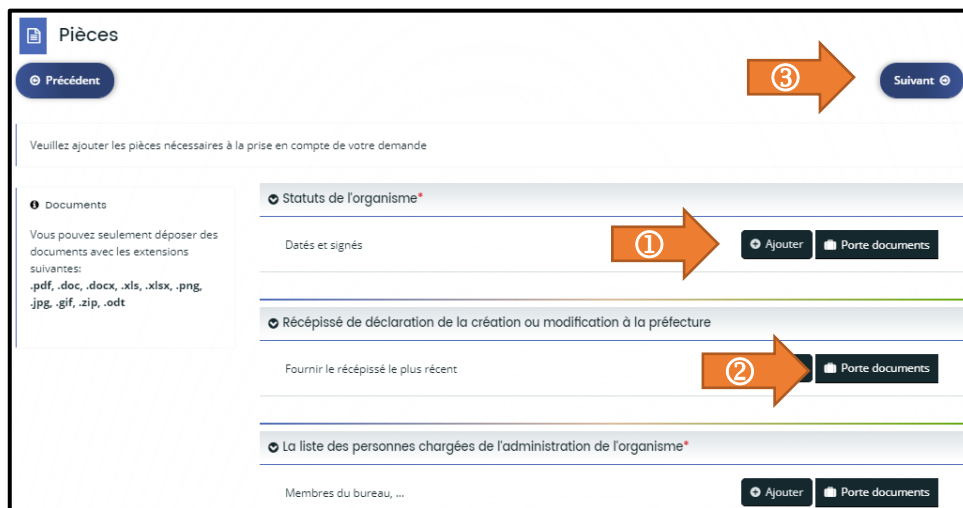 Pièces
Précédent
③
Suivant
Veuillez ajouter les pièces nécessaires à la prise en compte de votre demande
Documents
Vous pouvez seulement déposer des
documents avec les extensions
suivantes:
.pdf, .doc, .docx, .xls, .xlsx, .png,
.jpg, .gif, .zip, .odt
Statuts de l'organisme*
Datés et signés
①
Ajouter
Porte documents
Récépissé de déclaration de la création ou modification à la préfecture
Fournir le récépissé le plus récent
②
Porte documents
La liste des personnes chargées de l'administration de l'organisme*
Membres du bureau, ...
Ajouter
Porte documents